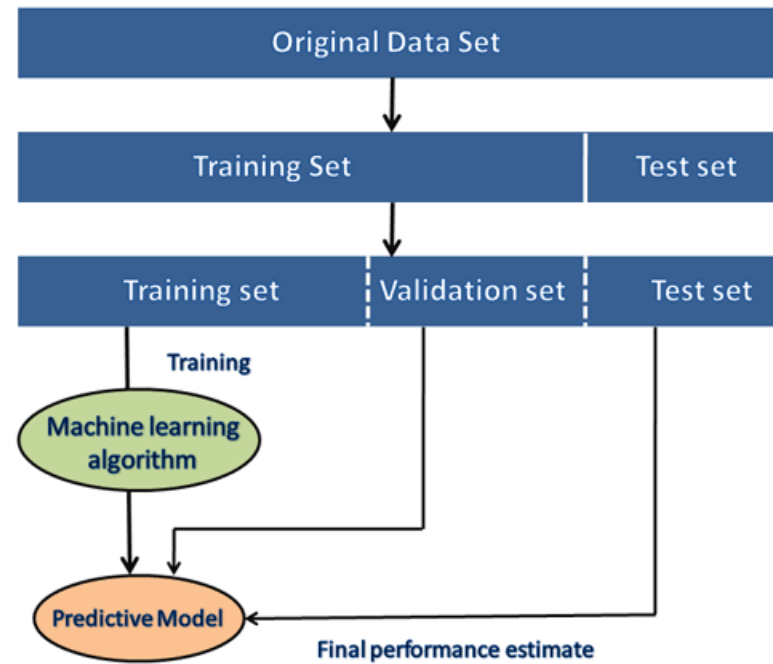 Original Data Set
Training Set
Test set
Training set
Validation set
Test set
Training
Machine learning
algorithm
Predictive Model
Final performance estimate